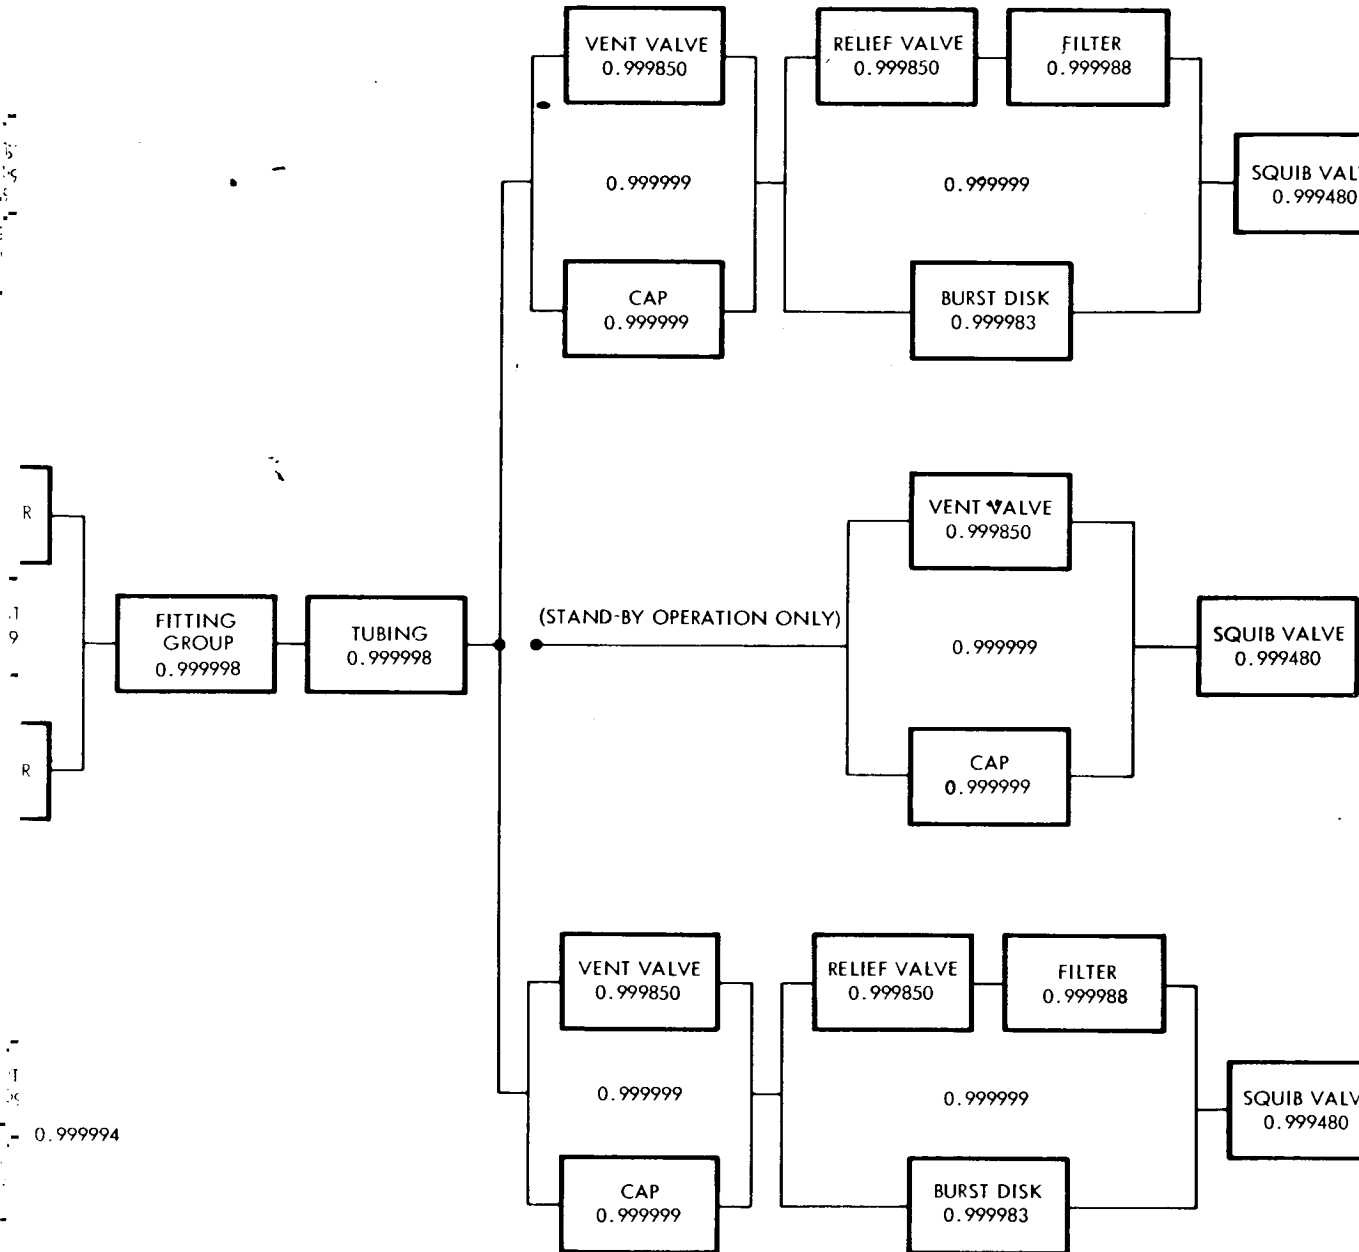 VENT VALVE
0.999850
RELIEF VALVE
0.999850
FILTER
0.999988
0.999999
0.999999
SQUIB VAL
0.999480
CAP
0.999999
BURST DISK
0.999983
R
VENT VALVE
0.999850
FITTING
GROUP
0.999998
TUBING
0.999998
(STAND-BY OPERATION ONLY)
0.999999
SQUIB VALVE
0.999480
9
R
CAP
0.999999
VENT VALVE
0.999850
RELIEF VALVE
0.999850
FILTER
0.999988
0.999999
0.999999
SQUIB VALV
0.999480
0.999994
CAP
0.999999
BURST DISK
0.999983